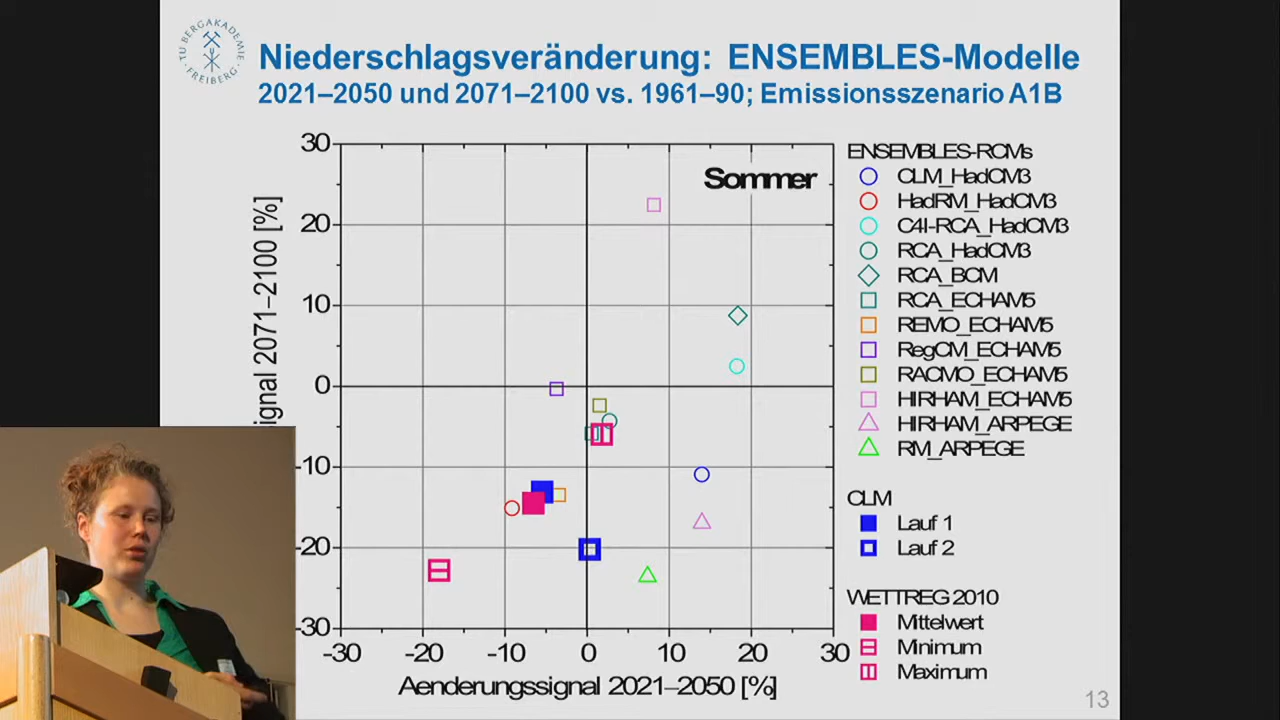 TU BERGAKADEMIE
· FREIBERG ·
Niederschlagsveränderung: ENSEMBLES-Modelle
2021–2050 und 2071–2100 vs. 1961–90; Emissionsszenario A1B
Sommer
30
20
10
0
-10
-20
-30
ignal 2071–2100 [%]
-30
-20
-10
0
10
20
30
Aenderungssignal 2021–2050 [%]
ENSEMBLES-RCMs
CLM_HadCM3
HadRM_HadCM3
C4I-RCA_HadCM3
RCA_HadCM3
RCA_BCM
RCA_ECHAM5
REMO_ECHAM5
RegCM_ECHAM5
RACMO_ECHAM5
HIRHAM_ECHAM5
HIRHAM_ARPEGE
RM_ARPEGE
CLM
Lauf 1
Lauf 2
WETTREG 2010
Mittelwert
Minimum
Maximum
13